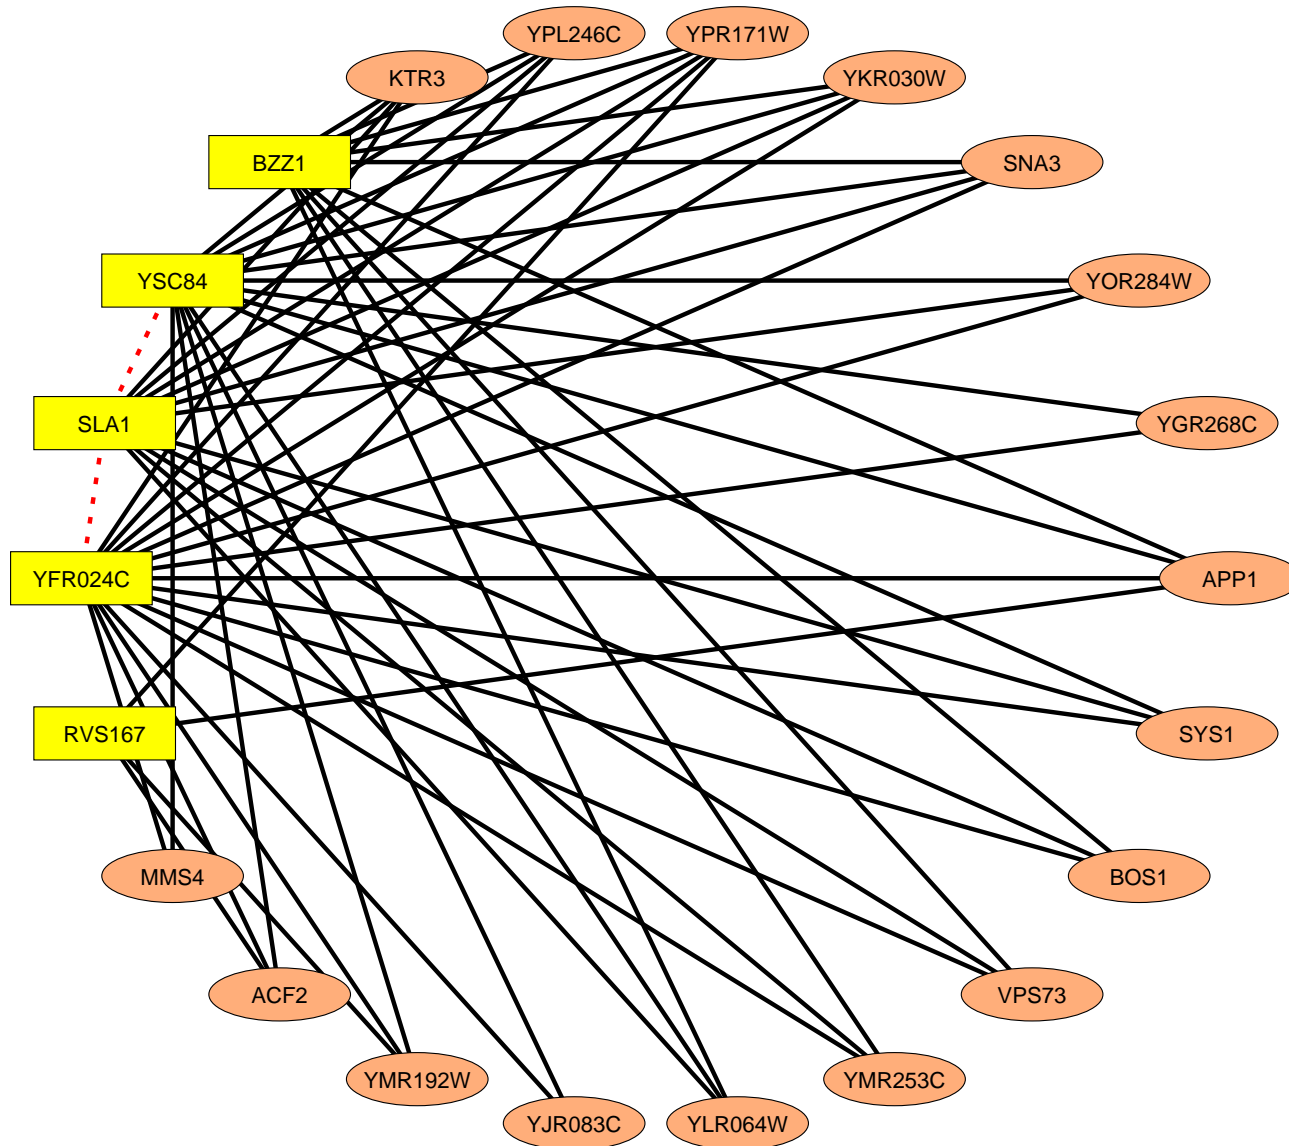 YPL246C
YPR171W
KTR3
YKR030W
BZZ1
SNA3
YSC84
YOR284W
SLA1
YGR268C
YFR024C
APP1
RVS167
SYS1
MMS4
BOS1
ACF2
VPS73
YMR192W
YMR253C
YJR083C
YLR064W